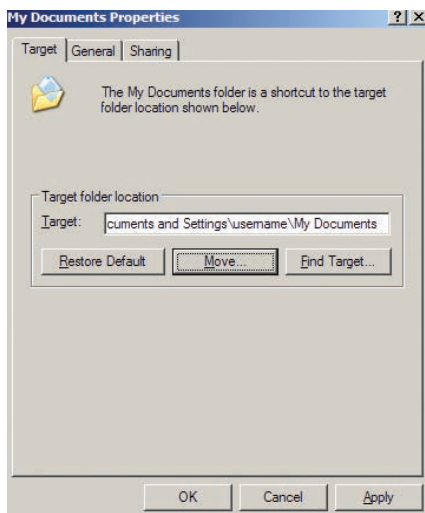 My Documents Properties
Target General Sharing
The My Documents folder is a shortcut to the target
folder location shown below.
Target folder location
Target: cuments and Settings\username\My Documents
Restore Default Move... Find Target...
OK Cancel Apply